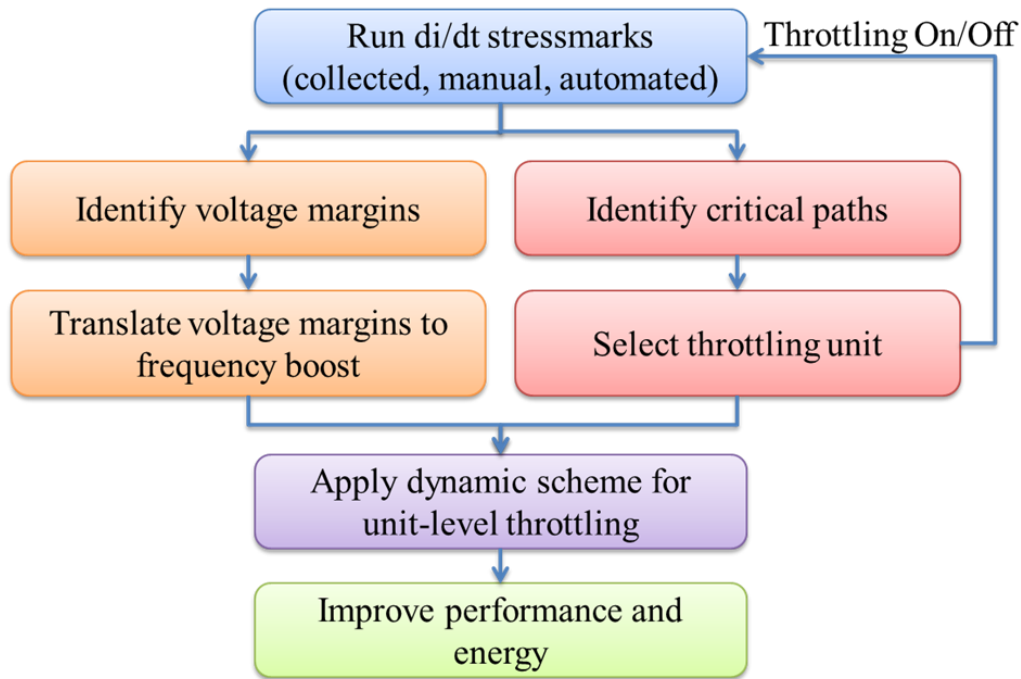 Run di/dt stressmarks
(collected, manual, automated)
Throttling On/Off
Identify voltage margins
Identify critical paths
Translate voltage margins to
frequency boost
Select throttling unit
Apply dynamic scheme for
unit-level throttling
Improve performance and
energy